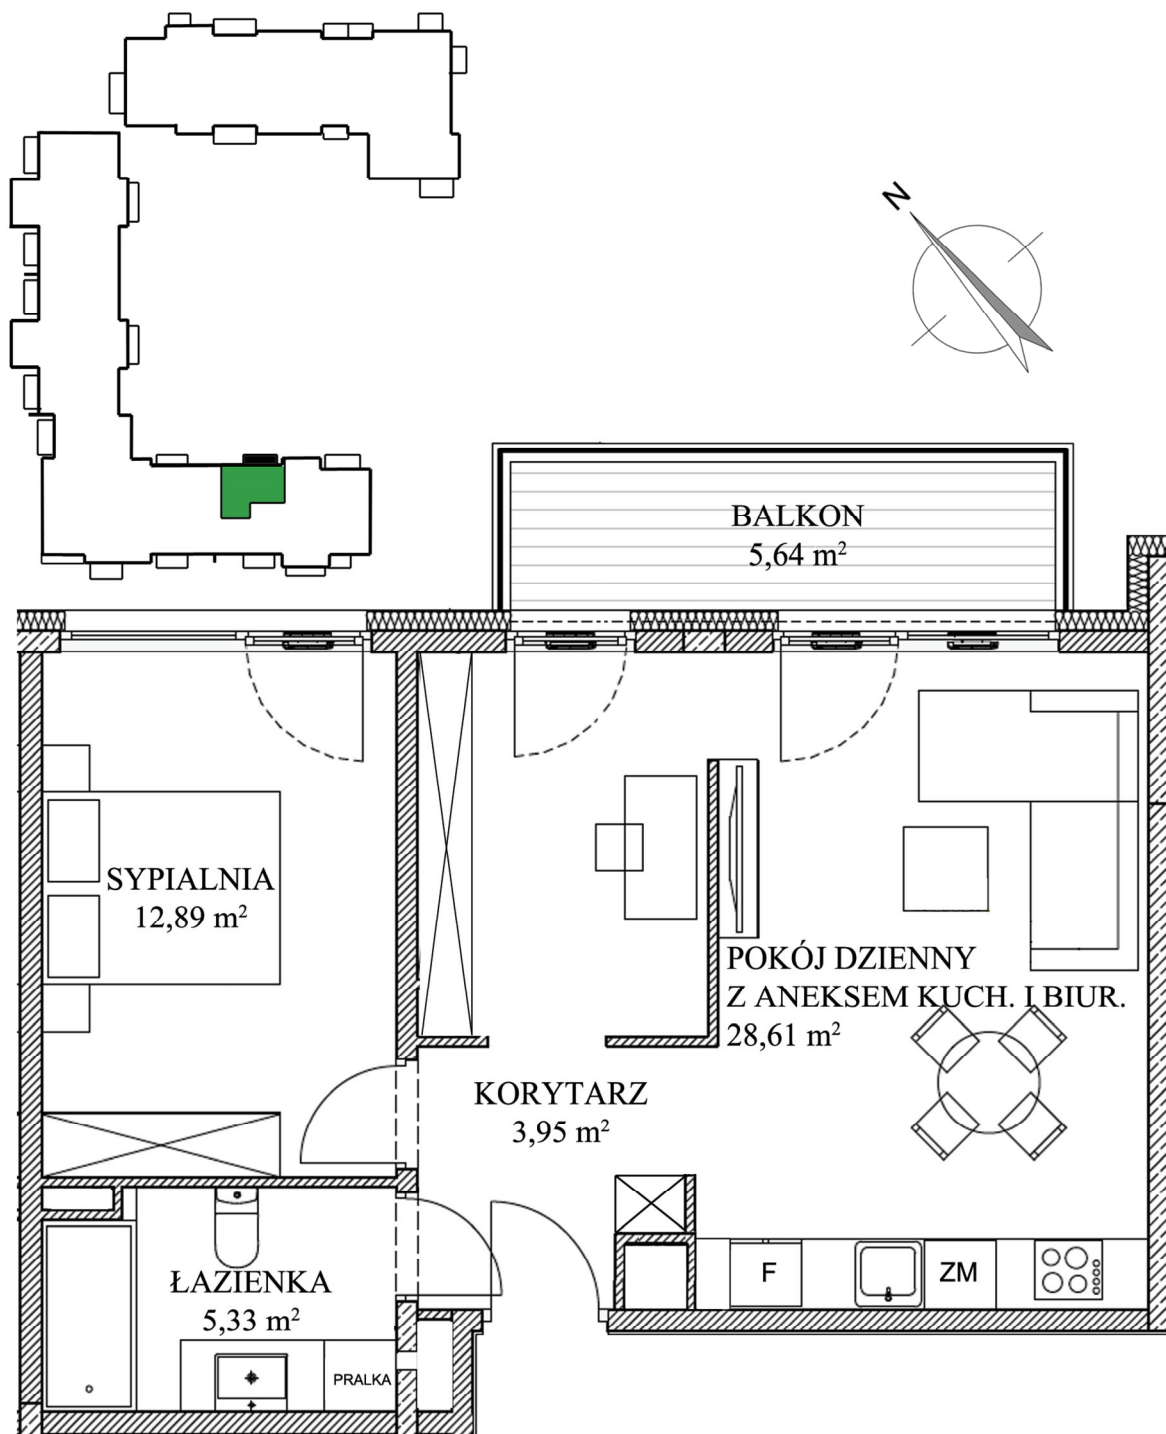 N
BALKON
5,64 m²
SYPIALNIA
12,89 m²
POKÓJ DZIENNY
Z ANEKSEM KUCH. I BIUR.
28,61 m²
KORYTARZ
3,95 m²
ŁAZIENKA
5,33 m²
F
ZM
PRALKA